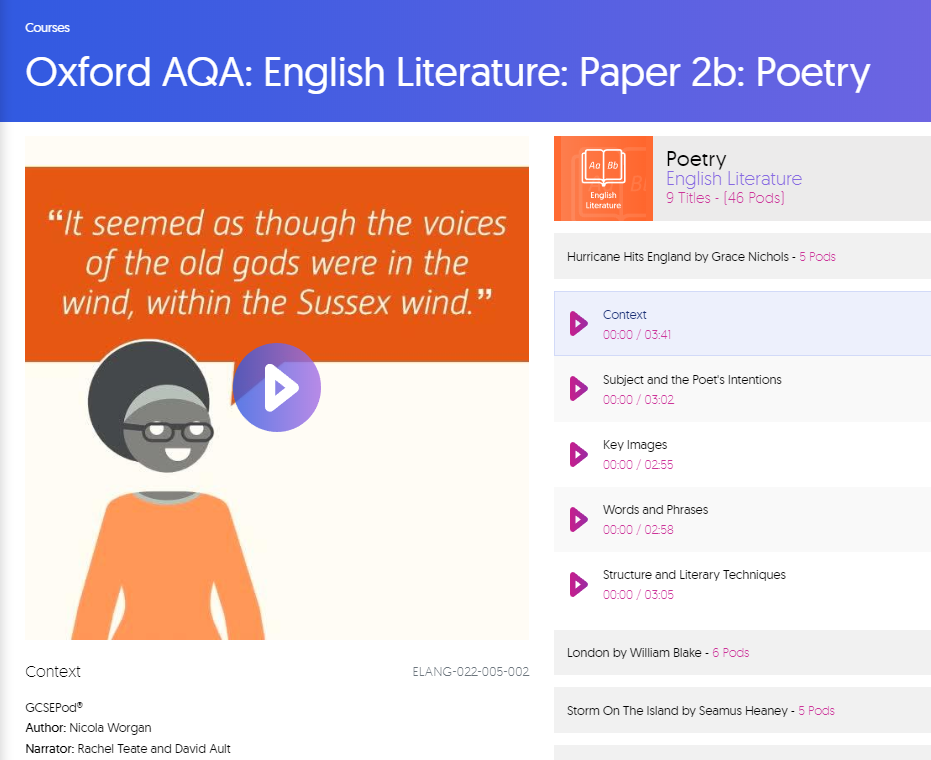 Courses
Oxford AQA: English Literature: Paper 2b: Poetry
“It seemed as though the voices
of the old gods were in the
wind, within the Sussex wind.”
Context
ELANG-022-005-002
GCSEPod®
Author: Nicola Worgan
Narrator: Rachel Teate and David Ault
Aa Bb
English
Literature
Poetry
English Literature
9 Titles - [46 Pods]
Hurricane Hits England by Grace Nichols - 5 Pods
Context
00:00 / 03:41
Subject and the Poet's Intentions
00:00 / 03:02
Key Images
00:00 / 02:55
Words and Phrases
00:00 / 02:58
Structure and Literary Techniques
00:00 / 03:05
London by William Blake - 6 Pods
Storm On The Island by Seamus Heaney - 5 Pods